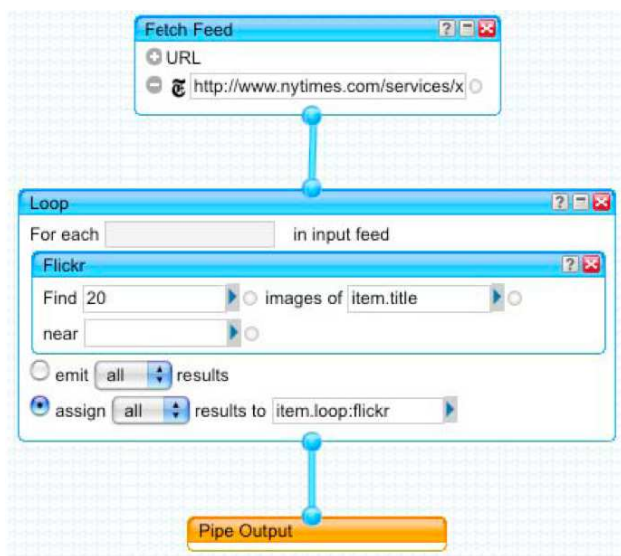 Fetch Feed ?
URL
T http://www.nytimes.com/services/x
Loop ?
For each in input feed
Flickr ?
Find 20 images of item.title
near
emit all results
assign all results to item.loop:flickr
Pipe Output